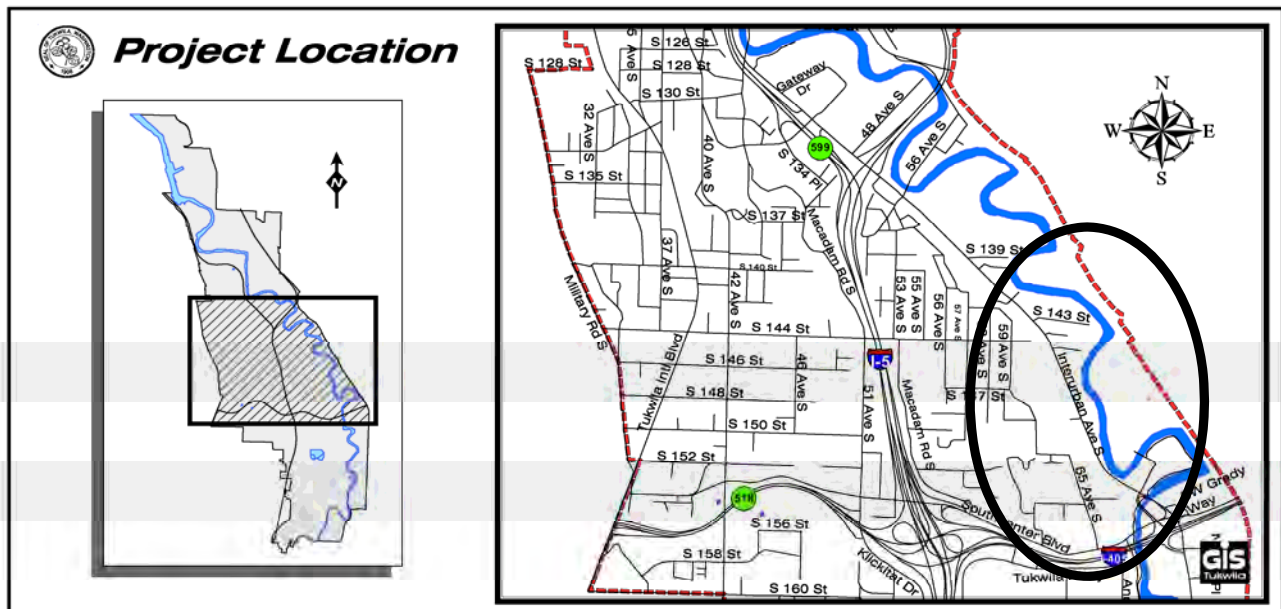 Project Location
N
S 126 St
S 128 St
S 128 St
Gateway
Dr
S 130 St
32 Ave S
40 Ave S
48 Ave S
56 Ave S
599
S 134 Pl
S 135 St
S 137 St
37 Ave S
Macadam Rd S
N
W
E
S
S 139 St
S 140 St
42 Ave S
Military Rd S
55 Ave S
53 Ave S
56 Ave S
57 Ave S
59 Ave S
S 143 St
S 144 St
I-5
Interurban Ave S
S 146 St
46 Ave S
Tukwila Intl Blvd
S 148 St
51 Ave S
Macadam Rd S
S 150 St
S 152 St
65 Ave S
W Grady
Way
518
S 156 St
Southcenter Blvd
S 158 St
Klickitat Dr
S 160 St
GIS
Tukwila